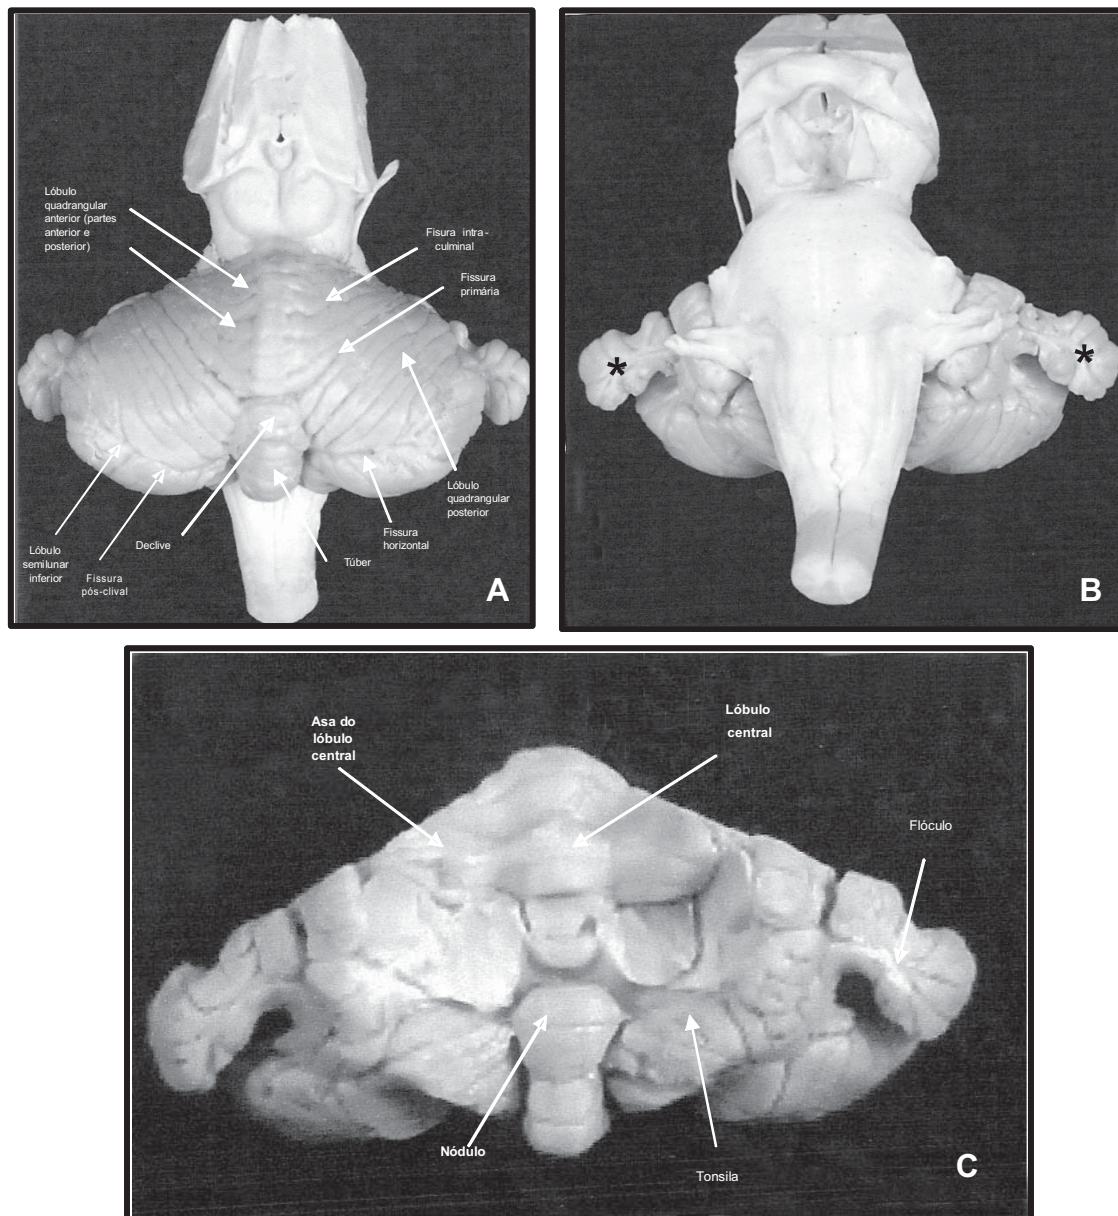 Lóbulo
quadrangular
anterior (partes
anterior e
posterior)
Fisura intra-
culminal
Fissura
primária
Lóbulo
quadrangular
posterior
Fissura
horizontal
Túber
Declive
Fissura
pós-clival
Lóbulo
semilunar
inferior
A
*
*
B
Asa do
lóbulo
central
Lóbulo
central
Flóculo
Nódulo
Tonsila
C